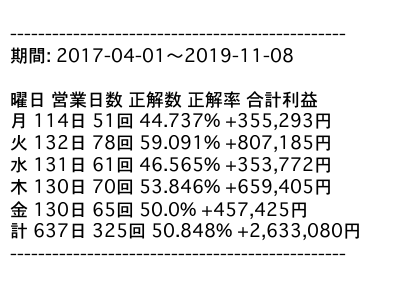 ------------------------------------------------
期間: 2017-04-01〜2019-11-08
曜日 営業日数 正解数 正解率 合計利益
月 114日 51回 44.737% +355,293円
火 132日 78回 59.091% +807,185円
水 131日 61回 46.565% +353,772円
木 130日 70回 53.846% +659,405円
金 130日 65回 50.0% +457,425円
計 637日 325回 50.848% +2,633,080円
------------------------------------------------